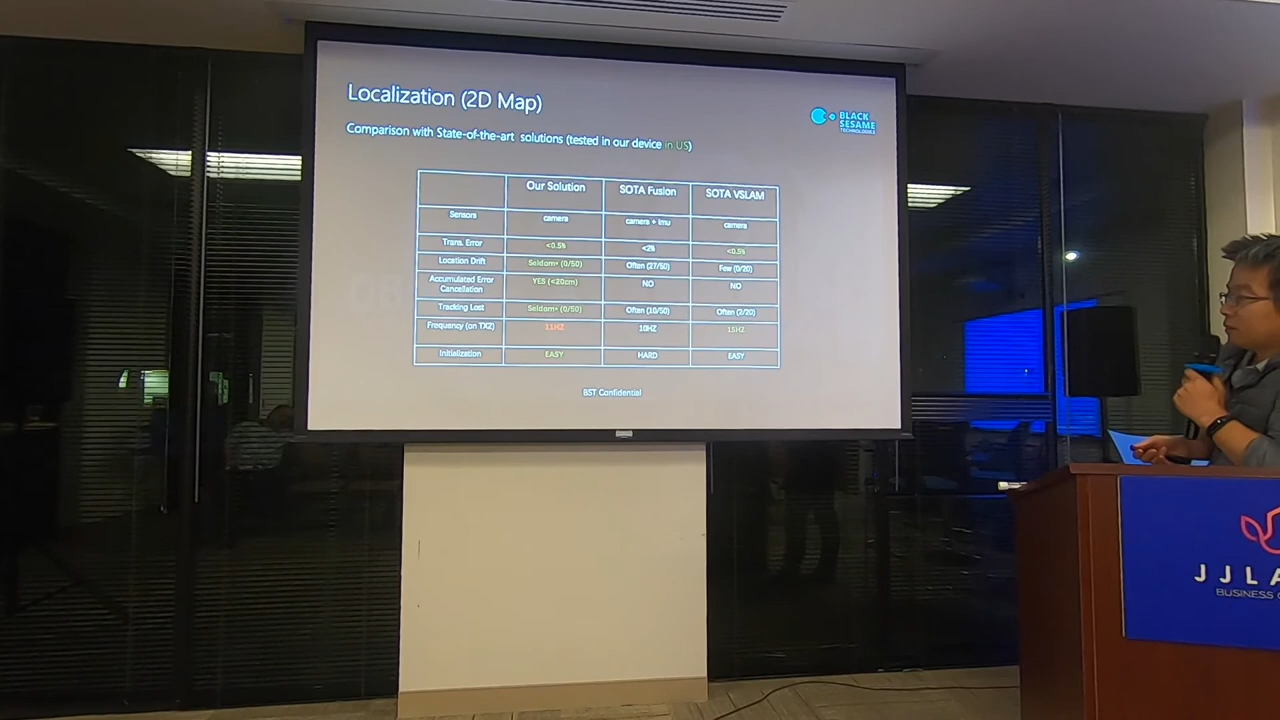 Localization (2D Map)
BLACK
SESAME
TECHNOLOGIES
Comparison with State-of-the-art solutions (tested in our device in US)
Our Solution SOTA Fusion SOTA VSLAM
Sensors camera camera + imu camera
Trans. Error <0.5% <2% <0.5%
Location Drift Seldom* (0/50) Often (27/50) Few (0/20)
Accumulated Error
Cancellation YES (<20cm) NO NO
Tracking Lost Seldom* (0/50) Often (10/50) Often (2/20)
Frequency (on TX2) 11HZ 10HZ 15HZ
Initialization EASY HARD EASY
BST Confidential
JJLA
BUSINESS